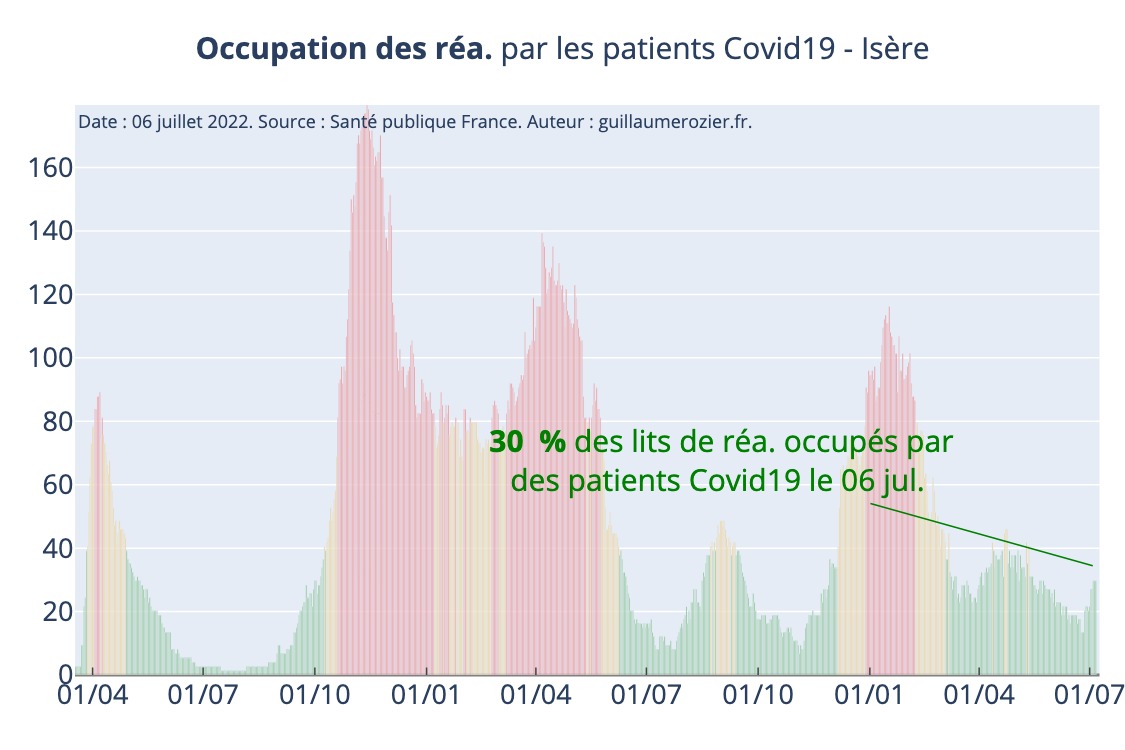 Occupation des réa. par les patients Covid19 - Isère
Date : 06 juillet 2022. Source : Santé publique France. Auteur : guillaumerozier.fr.
160
140
120
100
80
30 % des lits de réa. occupés par
des patients Covid19 le 06 jul.
60
40
20
0
01/04 01/07 01/10 01/01 01/04 01/07 01/10 01/01 01/04 01/07